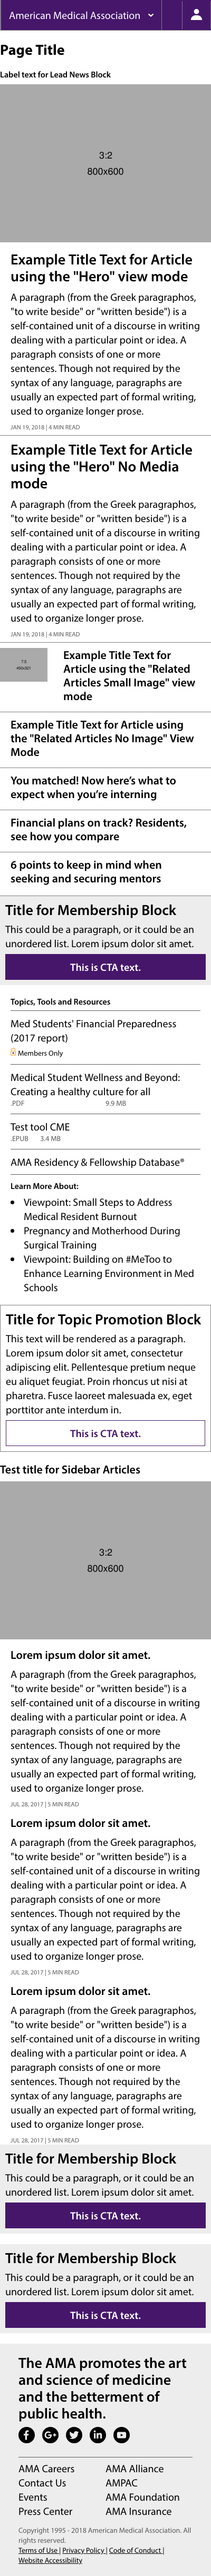 American Medical Association
Page Title
Label text for Lead News Block
3:2
800x600
Example Title Text for Article
using the "Hero" view mode
A paragraph (from the Greek paragraphos,
"to write beside" or "written beside") is a
self-contained unit of a discourse in writing
dealing with a particular point or idea. A
paragraph consists of one or more
sentences. Though not required by the
syntax of any language, paragraphs are
usually an expected part of formal writing,
used to organize longer prose.
JAN 19, 2018 | 4 MIN READ
Example Title Text for Article
using the "Hero" No Media
mode
A paragraph (from the Greek paragraphos,
"to write beside" or "written beside") is a
self-contained unit of a discourse in writing
dealing with a particular point or idea. A
paragraph consists of one or more
sentences. Though not required by the
syntax of any language, paragraphs are
usually an expected part of formal writing,
used to organize longer prose.
JAN 19, 2018 | 4 MIN READ
Example Title Text for
Article using the "Related
Articles Small Image" view
mode
Example Title Text for Article using
the "Related Articles No Image" View
Mode
You matched! Now here's what to
expect when you're interning
Financial plans on track? Residents,
see how you compare
6 points to keep in mind when
seeking and securing mentors
Title for Membership Block
This could be a paragraph, or it could be an
unordered list. Lorem ipsum dolor sit amet.
This is CTA text.
Topics, Tools and Resources
Med Students' Financial Preparedness
(2017 report)
Members Only
Medical Student Wellness and Beyond:
Creating a healthy culture for all
.PDF 9.9 MB
Test tool CME
.EPUB 3.4 MB
AMA Residency & Fellowship Database®
Learn More About:
• Viewpoint: Small Steps to Address
Medical Resident Burnout
• Pregnancy and Motherhood During
Surgical Training
• Viewpoint: Building on #MeToo to
Enhance Learning Environment in Med
Schools
Title for Topic Promotion Block
This text will be rendered as a paragraph.
Lorem ipsum dolor sit amet, consectetur
adipiscing elit. Pellentesque pretium neque
eu aliquet feugiat. Proin rhoncus ut nisi at
pharetra. Fusce laoreet malesuada ex, eget
porttitor ante interdum in.
This is CTA text.
Test title for Sidebar Articles
3:2
800x600
Lorem ipsum dolor sit amet.
A paragraph (from the Greek paragraphos,
"to write beside" or "written beside") is a
self-contained unit of a discourse in writing
dealing with a particular point or idea. A
paragraph consists of one or more
sentences. Though not required by the
syntax of any language, paragraphs are
usually an expected part of formal writing,
used to organize longer prose.
JUL 28, 2017 | 5 MIN READ
Lorem ipsum dolor sit amet.
A paragraph (from the Greek paragraphos,
"to write beside" or "written beside") is a
self-contained unit of a discourse in writing
dealing with a particular point or idea. A
paragraph consists of one or more
sentences. Though not required by the
syntax of any language, paragraphs are
usually an expected part of formal writing,
used to organize longer prose.
JUL 28, 2017 | 5 MIN READ
Lorem ipsum dolor sit amet.
A paragraph (from the Greek paragraphos,
"to write beside" or "written beside") is a
self-contained unit of a discourse in writing
dealing with a particular point or idea. A
paragraph consists of one or more
sentences. Though not required by the
syntax of any language, paragraphs are
usually an expected part of formal writing,
used to organize longer prose.
JUL 28, 2017 | 5 MIN READ
Title for Membership Block
This could be a paragraph, or it could be an
unordered list. Lorem ipsum dolor sit amet.
This is CTA text.
Title for Membership Block
This could be a paragraph, or it could be an
unordered list. Lorem ipsum dolor sit amet.
This is CTA text.
The AMA promotes the art
and science of medicine
and the betterment of
public health.
AMA Careers AMA Alliance
Contact Us AMPAC
Events AMA Foundation
Press Center AMA Insurance
Copyright 1995 - 2018 American Medical Association. All
rights reserved.
Terms of Use | Privacy Policy | Code of Conduct |
Website Accessibility